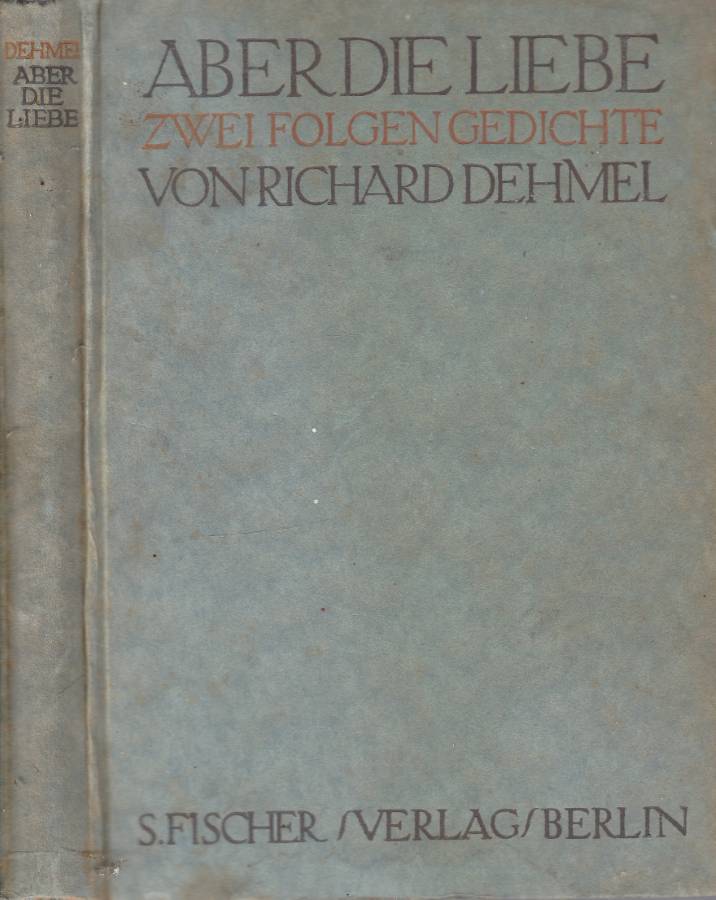 DEHMEL
ABER
DIE
LIEBE
ABER DIE LIEBE
ZWEI FOLGEN GEDICHTE
VON RICHARD DEHMEL
S. FISCHER / VERLAG / BERLIN